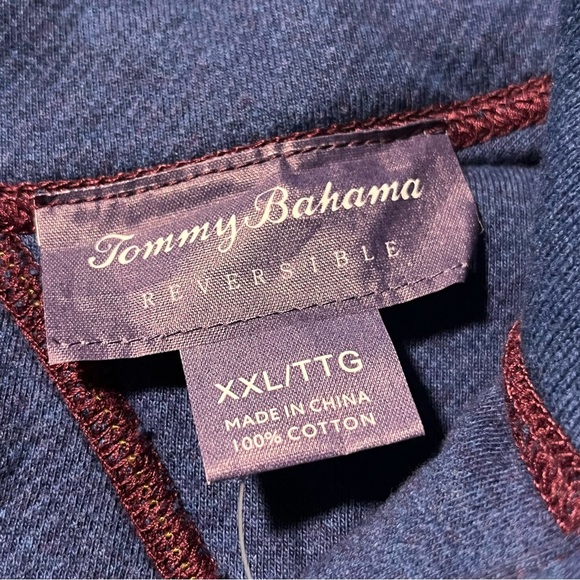 Tommy Bahama
REVERSIBLE
XXL/TTG
MADE IN CHINA
100% COTTON